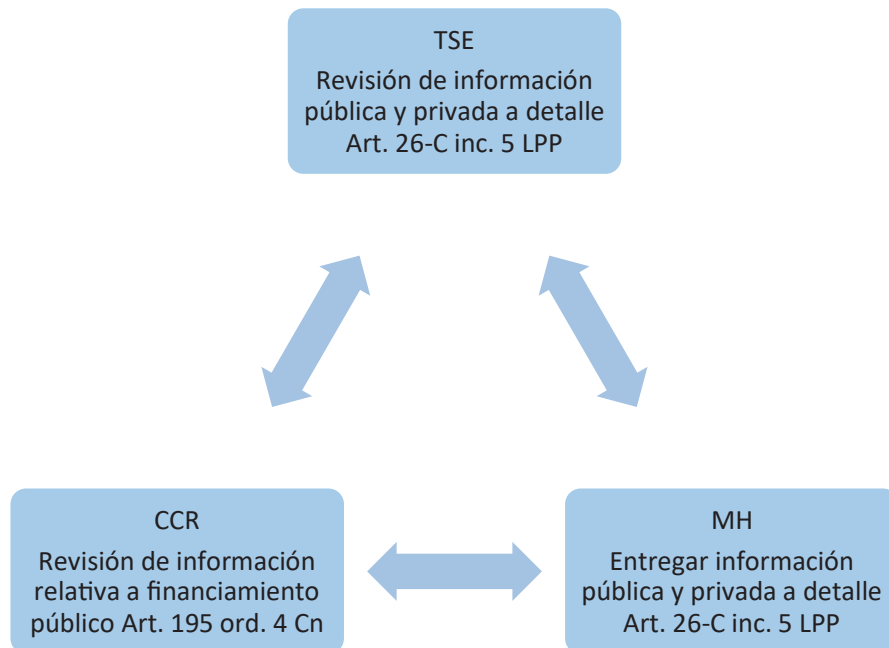 TSE
Revisión de información
pública y privada a detalle
Art. 26-C inc. 5 LPP
CCR
Revisión de información
relativa a financiamiento
público Art. 195 ord. 4 Cn
MH
Entregar información
pública y privada a detalle
Art. 26-C inc. 5 LPP